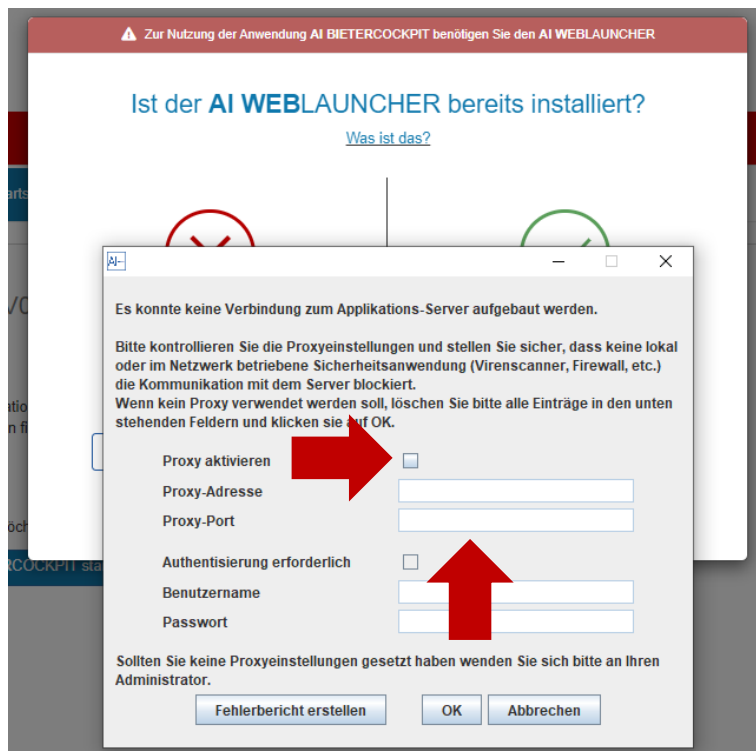 Zur Nutzung der Anwendung AI BIETERCOCKPIT benötigen Sie den AI WEBLAUNCHER
Ist der AI WEBLAUNCHER bereits installiert?
Was ist das?
AI
Es konnte keine Verbindung zum Applikations-Server aufgebaut werden.
Bitte kontrollieren Sie die Proxyeinstellungen und stellen Sie sicher, dass keine lokal
oder im Netzwerk betriebene Sicherheitsanwendung (Virenscanner, Firewall, etc.)
die Kommunikation mit dem Server blockiert.
Wenn kein Proxy verwendet werden soll, löschen Sie bitte alle Einträge in den unten
stehenden Feldern und klicken sie auf OK.
Proxy aktivieren
Proxy-Adresse
Proxy-Port
Authentisierung erforderlich
Benutzername
Passwort
Sollten Sie keine Proxyeinstellungen gesetzt haben wenden Sie sich bitte an Ihren
Administrator.
Fehlerbericht erstellen OK Abbrechen